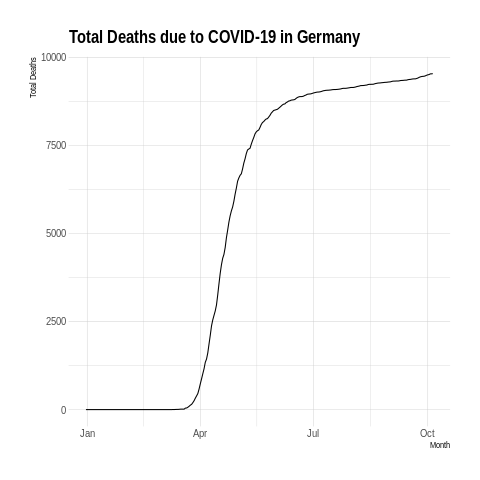 Total Deaths due to COVID-19 in Germany
Total Deaths
10000
7500
5000
2500
0
Jan Apr Jul Oct
Month